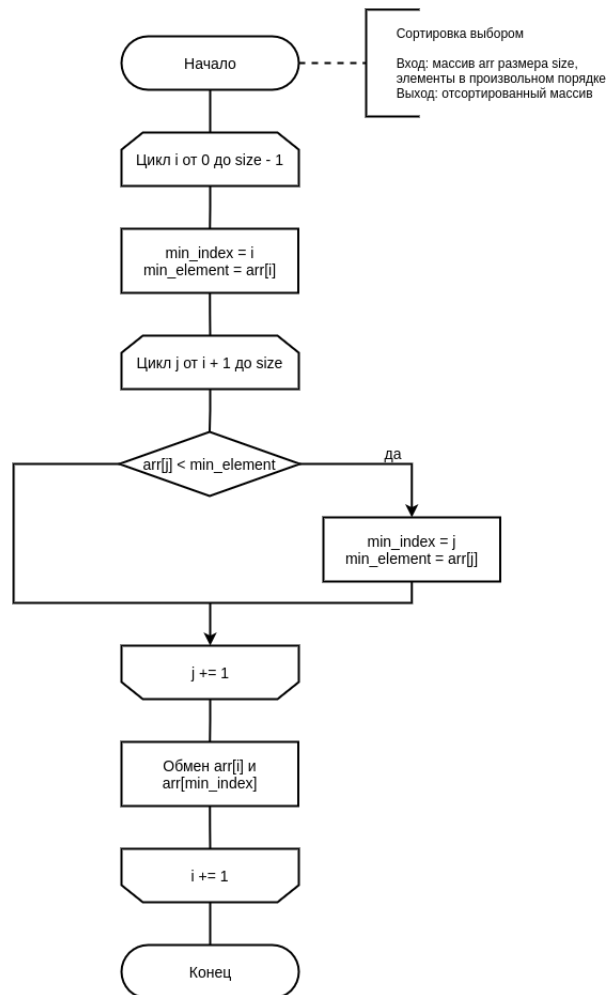 Начало
Сортировка выбором
Вход: массив arr размера size,
элементы в произвольном порядке
Выход: отсортированный массив
Цикл i от 0 до size - 1
min_index = i
min_element = arr[i]
Цикл j от i + 1 до size
arr[j] < min_element
да
min_index = j
min_element = arr[j]
j += 1
Обмен arr[i] и
arr[min_index]
i += 1
Конец